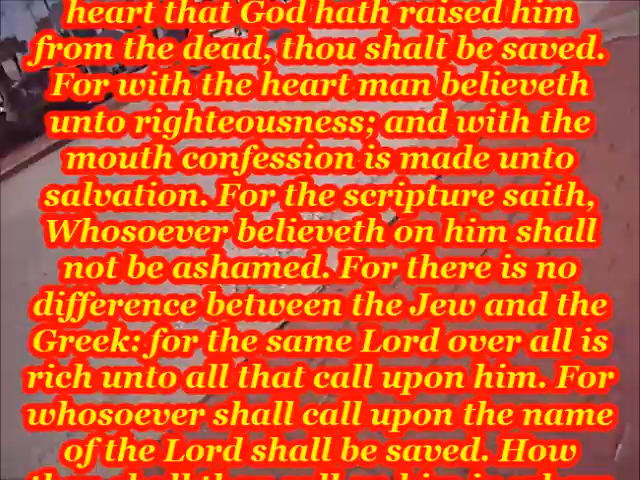 heart that God hath raised him
from the dead, thou shalt be saved.
For with the heart man believeth
unto righteousness; and with the
mouth confession is made unto
salvation. For the scripture saith,
Whosoever believeth on him shall
not be ashamed. For there is no
difference between the Jew and the
Greek: for the same Lord over all is
rich unto all that call upon him. For
whosoever shall call upon the name
of the Lord shall be saved. How